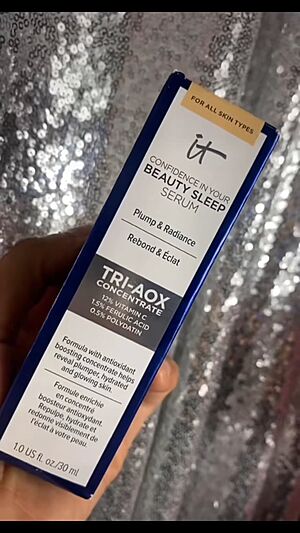 FOR ALL SKIN TYPES
it
CONFIDENCE IN YOUR
BEAUTY SLEEP
SERUM
Plump & Radiance
Rebond & Éclat
TRI-AOX
CONCENTRATE
12% VITAMIN C
1.5% FERULIC ACID
0.5% POLYDATIN
Formula with antioxidant
boosting concentrate helps
reveal plumper, hydrated
and glowing skin.
Formule enrichie
en concentré
booster antioxydant.
Repulpe, hydrate et
redonne visiblement de
l'éclat à votre peau.
1.0 US fl. oz./30 ml